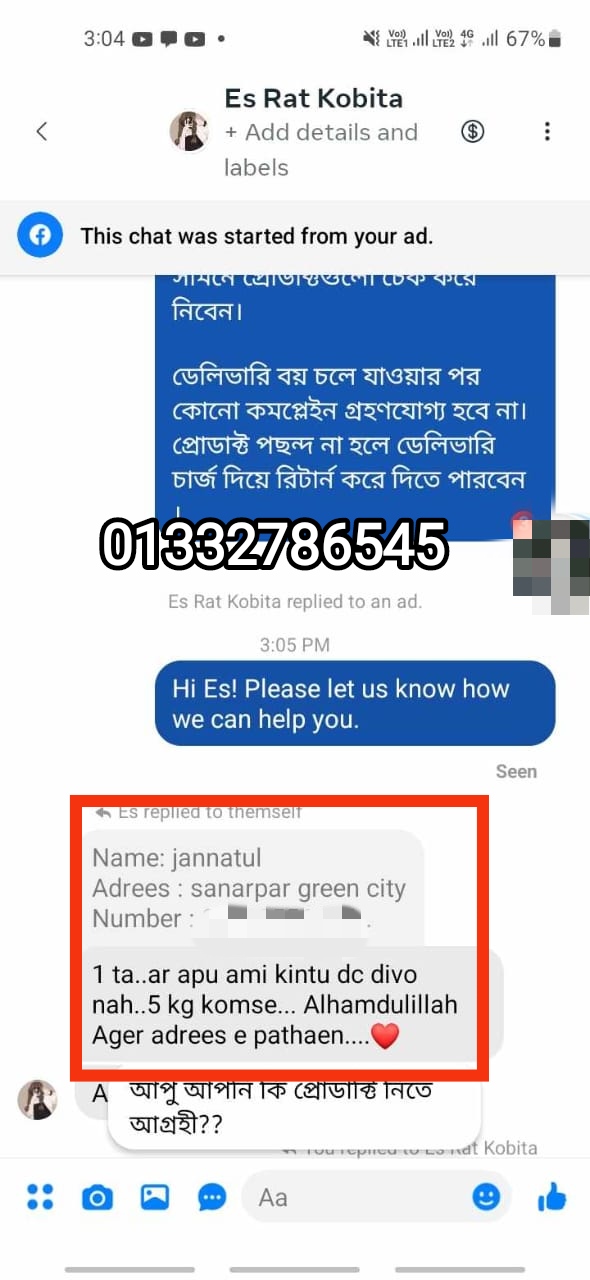 3:04
Vo) LTE1 Vo) LTE2 4G 67%
Es Rat Kobita
+ Add details and
labels
This chat was started from your ad.
সামনে প্রোডাক্টগুলো চেক করে
নিবেন।
ডেলিভারি বয় চলে যাওয়ার পর
কোনো কমপ্লেইন গ্রহণযোগ্য হবে না।
প্রোডাক্ট পছন্দ না হলে ডেলিভারি
চার্জ দিয়ে রিটার্ন করে দিতে পারবেন
।
01332786545
Es Rat Kobita replied to an ad.
3:05 PM
Hi Es! Please let us know how
we can help you.
Seen
Es replied to themself
Name: jannatul
Adrees : sanarpar green city
Number :
1 ta..ar apu ami kintu dc divo
nah..5 kg komse... Alhamdulillah
Ager adrees e pathaen....❤️
A
আপু আপনি কি প্রোডাক্ট নিতে
আগ্রহী??
You replied to Es Rat Kobita
Aa